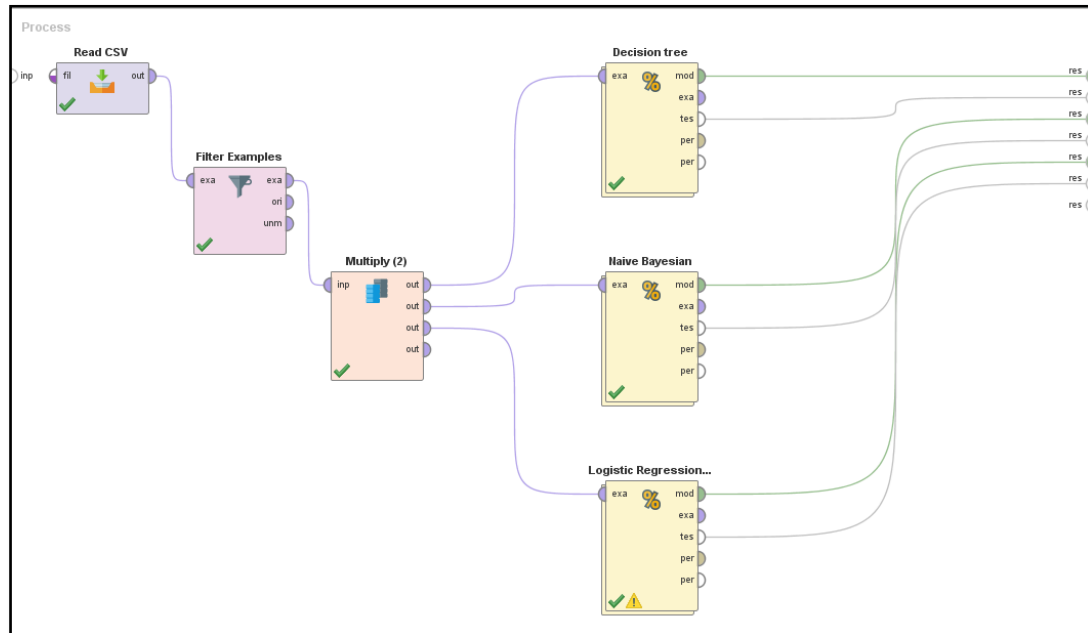 Process
Read CSV
inp
fil
out
Filter Examples
exa
exa
ori
unm
Multiply (2)
inp
out
out
out
out
Decision tree
exa
mod
exa
tes
per
per
Naive Bayesian
exa
mod
exa
tes
per
per
Logistic Regression...
exa
mod
exa
tes
per
per
res
res
res
res
res
res
res